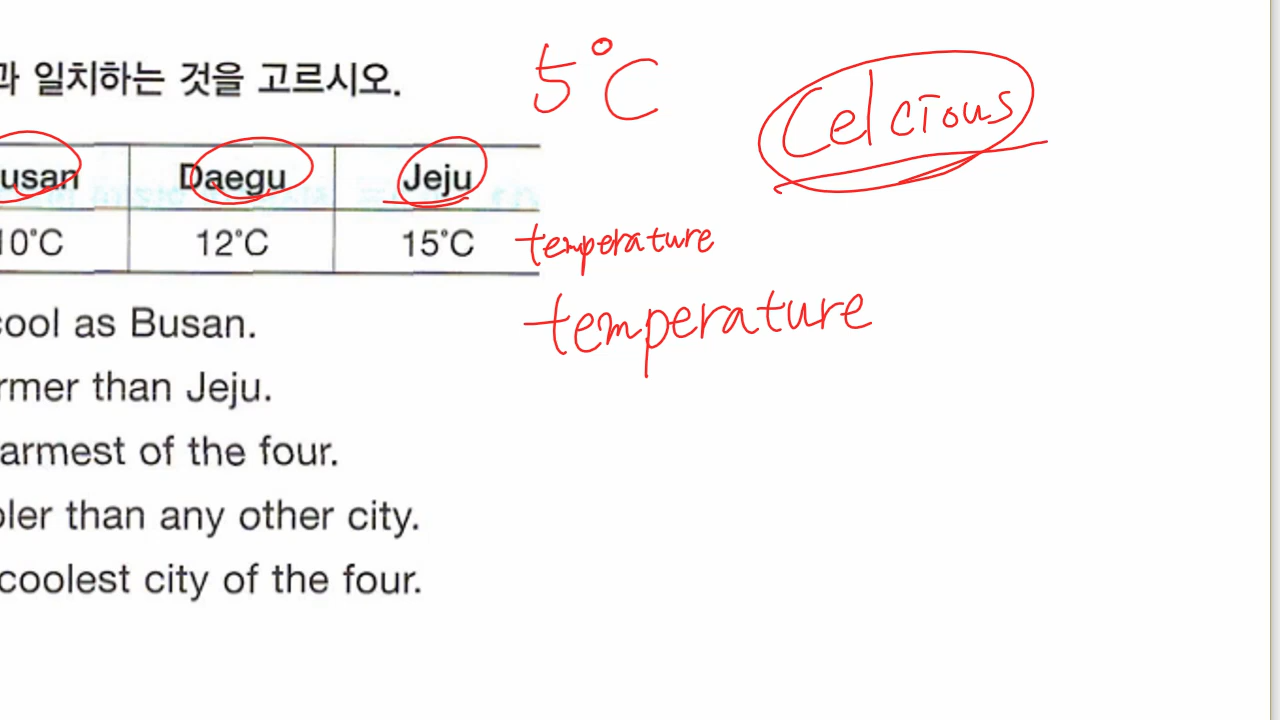 과 일치하는 것을 고르시오.
5°C
Celcious
usan Daegu Jeju
10°C 12°C 15°C
temperature
temperature
cool as Busan.
rmer than Jeju.
armest of the four.
oler than any other city.
coolest city of the four.